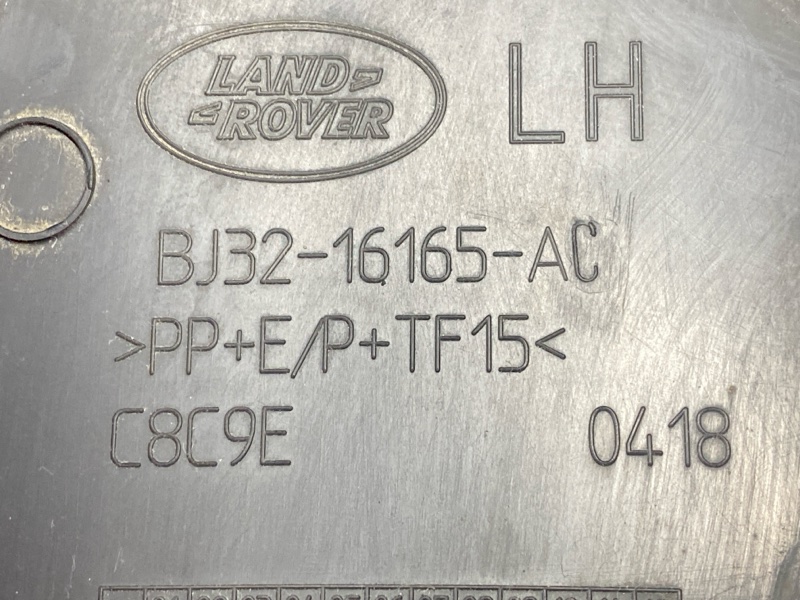 LAND
ROVER
LH
BJ32-16165-AC
>PP+E/P+TF15<
C8C9E 0418